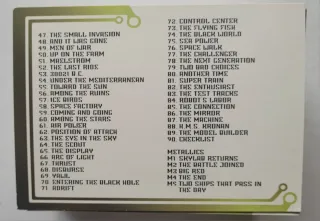 47. THE SMALL INVASION
48. AND IT WAS GONE
49. MEN OF WAR
50. UP ON THE FARM
51. MAELSTROM
52. THE LAST RIDE
53. 30021 B.C.
54. UNDER THE MEDITERRANEAN
55. TOWARD THE SUN
56. AMONG THE RUINS
57. ICE BIRDS
58. SPACE FACTORY
59. COMING AND GOING
60. AMONG THE STARS
61. AIR POWER
62. POSITION OF ATTACK
63. THE EYE IN THE SKY
64. THE SCOUT
65. THE DISPLAY
66. ARC OF LIGHT
67. THRUST
68. DISBURSE
69. YAWL
70. ENTERING THE BLACK HOLE
71. ADRIFT
72. CONTROL CENTER
73. THE FLYING FISH
74. THE BLACK WORLD
75. SEA POWER
76. SPACE WALK
77. THE CHALLENGER
78. THE NEXT GENERATION
79. TWO BAD CHOICES
80. ANOTHER TIME
81. SUPER TRAIN
82. THE ENTHUSIAST
83. THE TEST TRACKS
84. ROBOT'S LABOR
85. THE CONNECTION
86. THE MIRROR
87. THE MACHINE
88. H.M.S. KRONAN
89. THE MODEL BUILDER
90. CHECKLIST
METALLICS
M1 SKYLAB RETURNS
M2 THE BATTLE JOINED
M3 BIG RED
M4 THE END
M5 TWO SHIPS THAT PASS IN
THE DAY